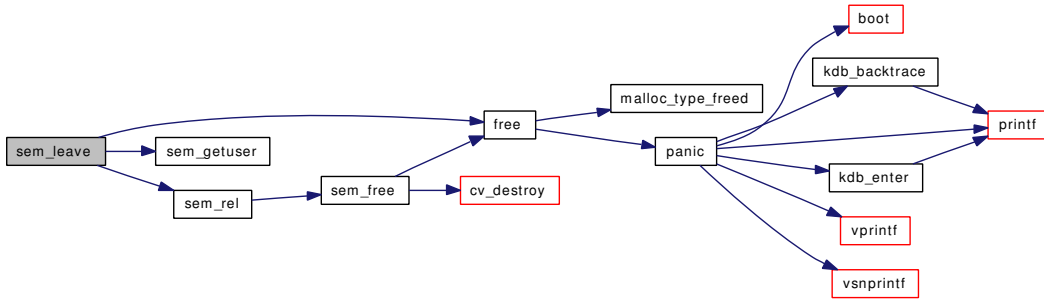 boot
kdb_backtrace
malloc_type_freed
free
printf
sem_leave
sem_getuser
panic
sem_free
cv_destroy
kdb_enter
sem_rel
vprintf
vsnprintf